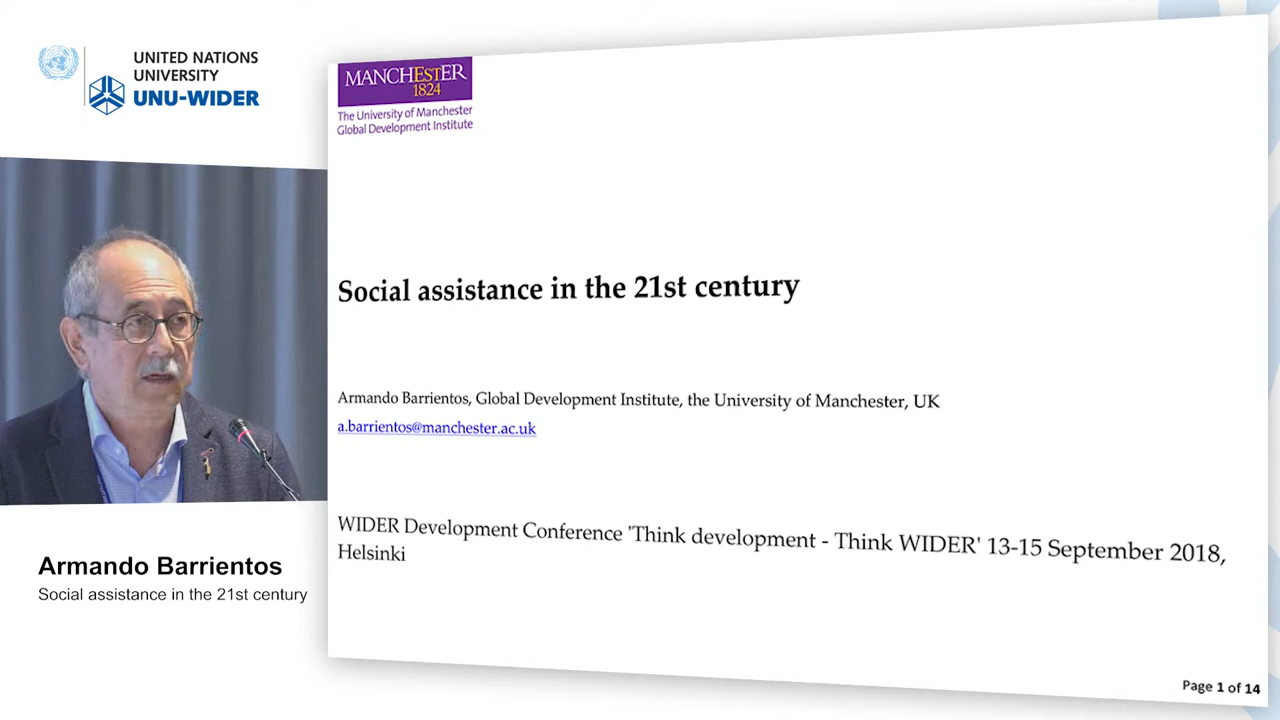 UNITED NATIONS
UNIVERSITY
UNU-WIDER
MANCHESTER
1824
The University of Manchester
Global Development Institute
Social assistance in the 21st century
Armando Barrientos, Global Development Institute, the University of Manchester, UK
a.barrientos@manchester.ac.uk
WIDER Development Conference 'Think development - Think WIDER' 13-15 September 2018,
Helsinki
Armando Barrientos
Social assistance in the 21st century
Page 1 of 14